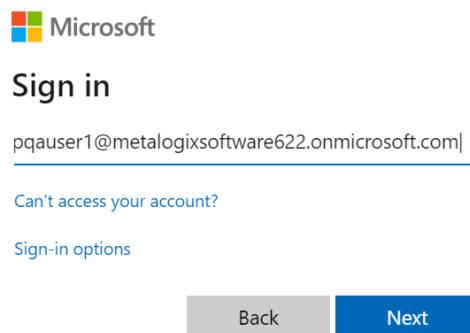 Microsoft
Sign in
pqauser1@metalogixsoftware622.onmicrosoft.com
Can't access your account?
Sign-in options
Back Next